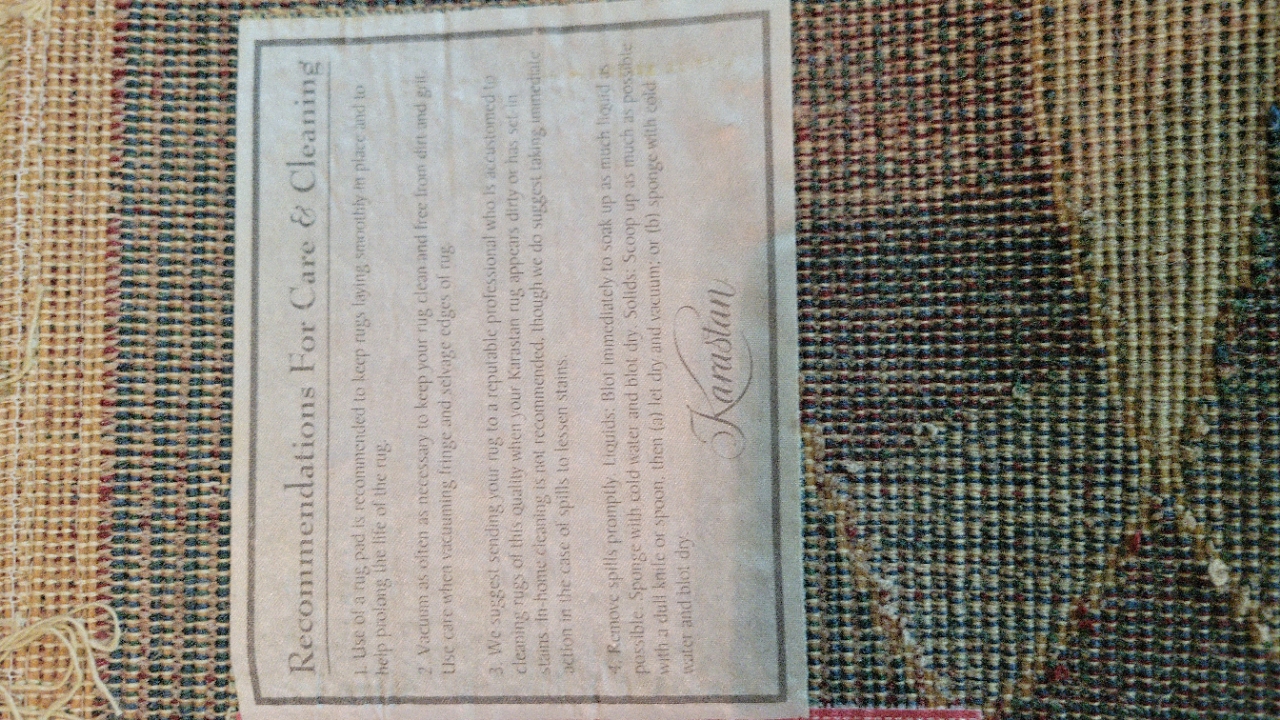 Recommendations For Care & Cleaning
1. Use of a rug pad is recommended to keep rugs laying smoothly in place and to
help paolong the life of the rug.
2. Vacuum as often as necessary to keep your rug clean and free from dirt and grit.
Use care when vacuuming fringe and selvage edges of rug.
3. We suggest sending your rug to a reputable professional who is accustomed to
cleaning rugs of this quality when your Karastan rug appears dirty or has set-in
stains. In-home cleaning is not recommended, though we do suggest taking immediate
action in the case of spills to lessen stains.
4. Remove spills promptly. Liquids: Blot immediately to soak up as much liquid as
possible. Sponge with cold water and blot dry. Solids: Scoop up as much as possible
with a dull knife or spoon, then (a) let dry and vacuum; or (b) sponge with cold
water and blot dry.
Karastan